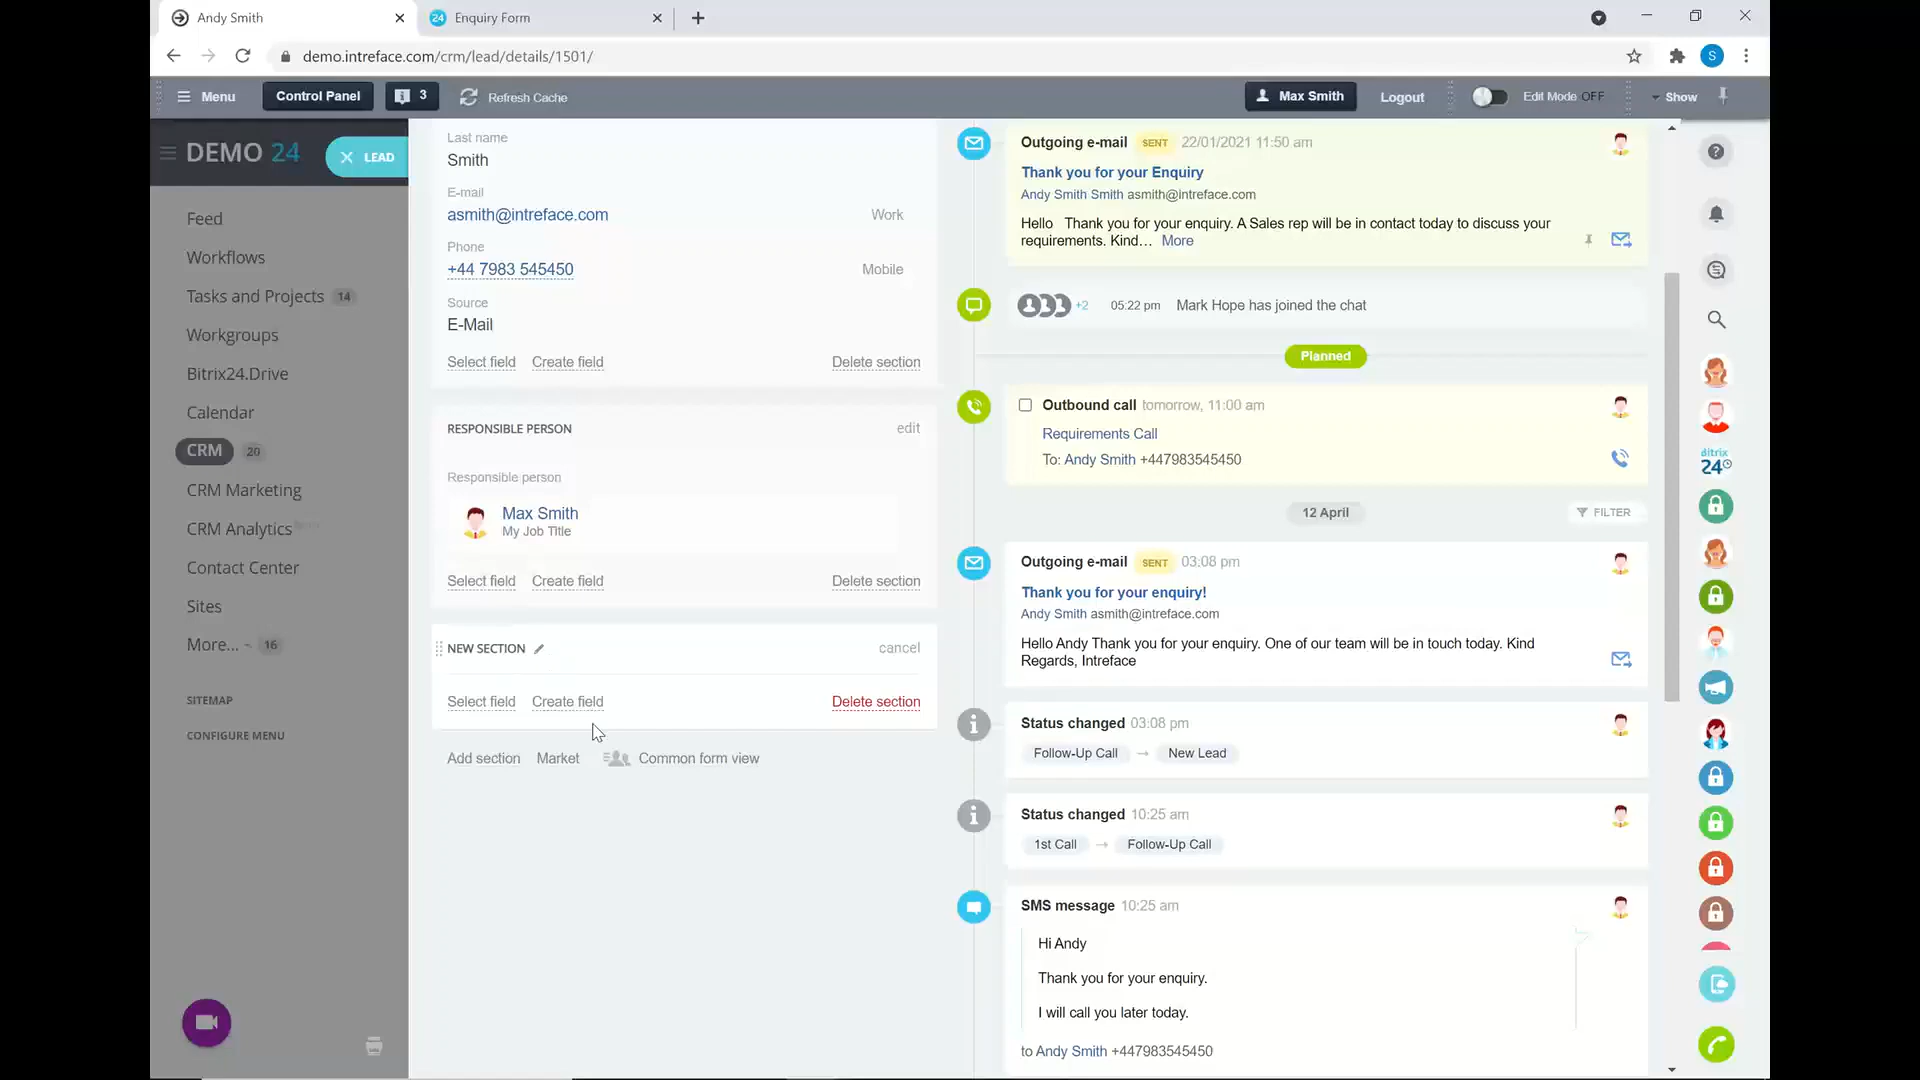 Andy Smith
24 Enquiry Form
demo.intreface.com/crm/lead/details/1501/
S
Menu
Control Panel
3
Refresh Cache
Max Smith
Logout
Edit Mode OFF
Show
DEMO 24
LEAD
Feed
Workflows
Tasks and Projects 14
Workgroups
Bitrix24.Drive
Calendar
CRM 20
CRM Marketing
CRM Analytics
Contact Center
Sites
More... 16
SITEMAP
CONFIGURE MENU
Last name
Smith
E-mail
asmith@intreface.com
Work
Phone
+44 7983 545450
Mobile
Source
E-Mail
Select field
Create field
Delete section
RESPONSIBLE PERSON
edit
Responsible person
Max Smith
My Job Title
Select field
Create field
Delete section
NEW SECTION
cancel
Select field
Create field
Delete section
Add section
Market
Common form view
Outgoing e-mail SENT 22/01/2021 11:50 am
Thank you for your Enquiry
Andy Smith Smith asmith@intreface.com
Hello Thank you for your enquiry. A Sales rep will be in contact today to discuss your
requirements. Kind... More
+2 05:22 pm Mark Hope has joined the chat
Planned
Outbound call tomorrow, 11:00 am
Requirements Call
To: Andy Smith +447983545450
12 April
FILTER
Outgoing e-mail SENT 03:08 pm
Thank you for your enquiry!
Andy Smith asmith@intreface.com
Hello Andy Thank you for your enquiry. One of our team will be in touch today. Kind
Regards, Intreface
Status changed 03:08 pm
Follow-Up Call → New Lead
Status changed 10:25 am
1st Call → Follow-Up Call
SMS message 10:25 am
Hi Andy
Thank you for your enquiry.
I will call you later today.
to Andy Smith +447983545450
Bitrix
24